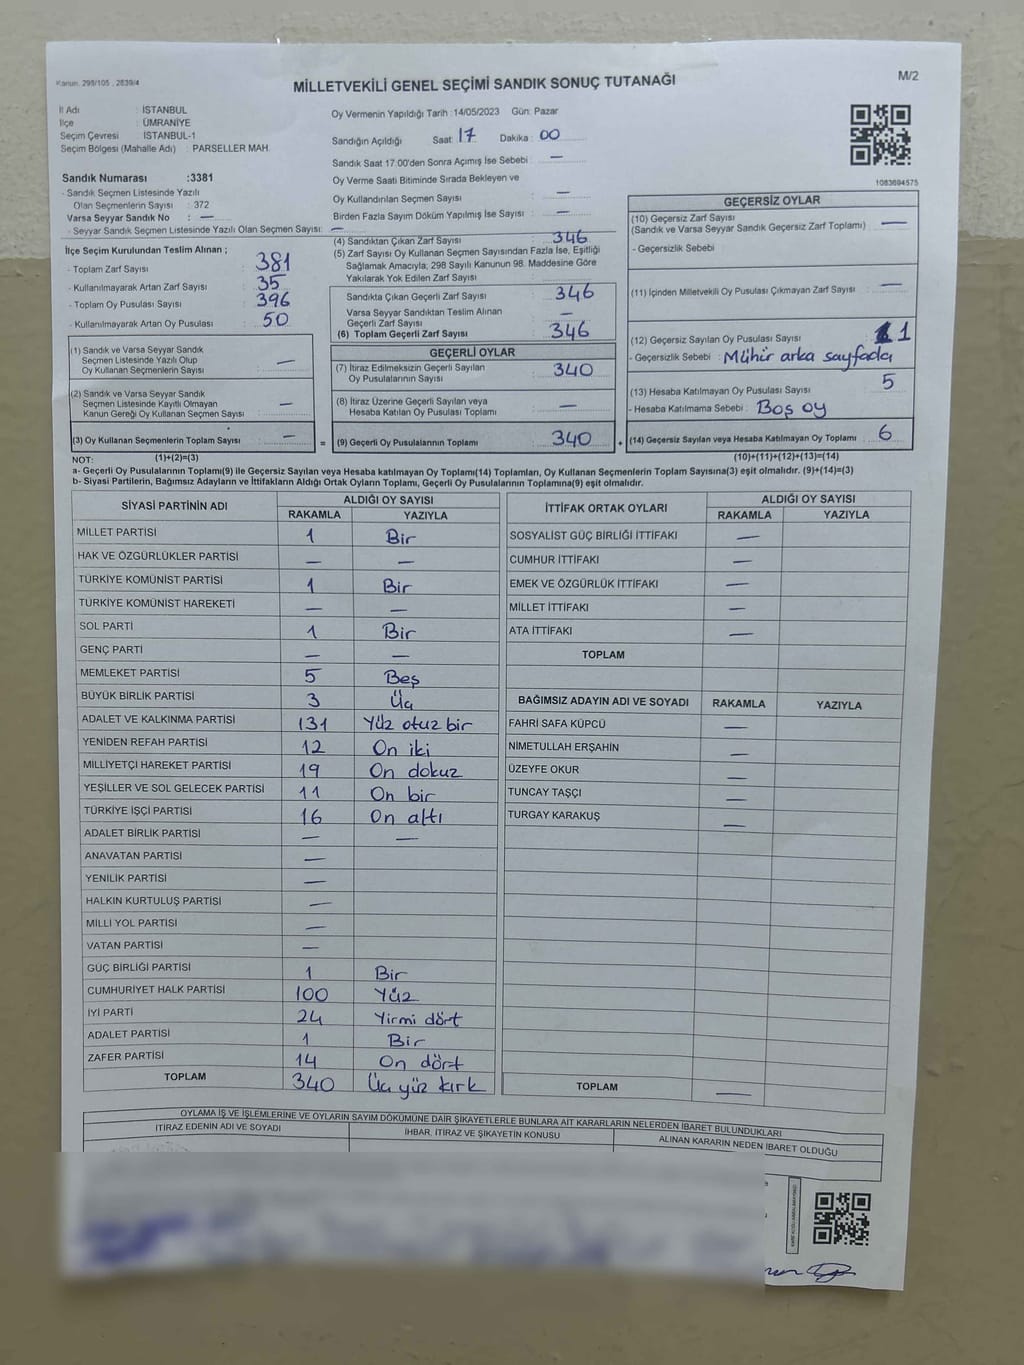 Kanun: 298/105 , 2839/4
MİLLETVEKİLİ GENEL SEÇİMİ SANDIK SONUÇ TUTANAĞI
M/2
İl Adı : İSTANBUL
İlçe : ÜMRANİYE
Seçim Çevresi : İSTANBUL-1
Seçim Bölgesi (Mahalle Adı) : PARSELLER MAH.
Sandık Numarası :3381
- Sandık Seçmen Listesinde Yazılı
Olan Seçmenlerin Sayısı : 372
Varsa Seyyar Sandık No : —
- Seyyar Sandık Seçmen Listesinde Yazılı Olan Seçmen Sayısı: —
İlçe Seçim Kurulundan Teslim Alınan ;
- Toplam Zarf Sayısı : 381
- Kullanılmayarak Artan Zarf Sayısı : 35
- Toplam Oy Pusulası Sayısı : 396
- Kullanılmayarak Artan Oy Pusulası : 50
(1) Sandık ve Varsa Seyyar Sandık
Seçmen Listesinde Yazılı Olup
Oy Kullanan Seçmenlerin Sayısı : —
(2) Sandık ve Varsa Seyyar Sandık
Seçmen Listesinde Kayıtlı Olmayan
Kanun Gereği Oy Kullanan Seçmen Sayısı : —
(3) Oy Kullanan Seçmenlerin Toplam Sayısı : —
Oy Vermenin Yapıldığı Tarih :14/05/2023 Gün: Pazar
Sandığın Açıldığı Saat: 17 Dakika : 00
Sandık Saat 17.00'den Sonra Açımış İse Sebebi : —
Oy Verme Saati Bitiminde Sırada Bekleyen ve
Oy Kullandırılan Seçmen Sayısı : —
Birden Fazla Sayım Döküm Yapılmış İse Sayısı : —
(4) Sandıktan Çıkan Zarf Sayısı : 346
(5) Zarf Sayısı Oy Kullanan Seçmen Sayısından Fazla İse, Eşitliği
Sağlamak Amacıyla, 298 Sayılı Kanunun 98. Maddesine Göre
Yakılarak Yok Edilen Zarf Sayısı :
Sandıkta Çıkan Geçerli Zarf Sayısı : 346
Varsa Seyyar Sandıktan Teslim Alınan
Geçerli Zarf Sayısı : —
(6) Toplam Geçerli Zarf Sayısı : 346
GEÇERLİ OYLAR
(7) İtiraz Edilmeksizin Geçerli Sayılan
Oy Pusulalarının Sayısı : 340
(8) İtiraz Üzerine Geçerli Sayılan veya
Hesaba Katılan Oy Pusulası Toplamı : —
= (9) Geçerli Oy Pusulalarının Toplamı : 340 +
1083694575
GEÇERSİZ OYLAR
(10) Geçersiz Zarf Sayısı
(Sandık ve Varsa Seyyar Sandık Geçersiz Zarf Toplamı) : —
- Geçersizlik Sebebi :
(11) İçinden Milletvekili Oy Pusulası Çıkmayan Zarf Sayısı : —
(12) Geçersiz Sayılan Oy Pusulası Sayısı : 1
- Geçersizlik Sebebi : Mühür arka sayfada
(13) Hesaba Katılmayan Oy Pusulası Sayısı : 5
- Hesaba Katılmama Sebebi : Boş oy
(14) Geçersiz Sayılan veya Hesaba Katılmayan Oy Pusulası Toplamı : 6
NOT: (1)+(2)=(3) (10)+(11)+(12)+(13)=(14)
a- Geçerli Oy Pusulalarının Toplamı(9) ile Geçersiz Sayılan veya Hesaba katılmayan Oy Toplamı(14) Toplamları, Oy Kullanan Seçmenlerin Toplam Sayısına(3) eşit olmalıdır. (9)+(14)=(3)
b- Siyasi Partilerin, Bağımsız Adayların ve İttifakların Aldığı Ortak Oyların Toplamı, Geçerli Oy Pusulalarının Toplamına(9) eşit olmalıdır.
SİYASİ PARTİNİN ADI ALDIĞI OY SAYISI
RAKAMLA YAZIYLA
MİLLET PARTİSİ 1 Bir
HAK VE ÖZGÜRLÜKLER PARTİSİ — —
TÜRKİYE KOMÜNİST PARTİSİ 1 Bir
TÜRKİYE KOMÜNİST HAREKETİ — —
SOL PARTİ 1 Bir
GENÇ PARTİ — —
MEMLEKET PARTİSİ 5 Beş
BÜYÜK BİRLİK PARTİSİ 3 Üç
ADALET VE KALKINMA PARTİSİ 131 Yüz otuz bir
YENİDEN REFAH PARTİSİ 12 On iki
MİLLİYETÇİ HAREKET PARTİSİ 19 On dokuz
YEŞİLLER VE SOL GELECEK PARTİSİ 11 On bir
TÜRKİYE İŞÇİ PARTİSİ 16 On altı
ADALET BİRLİK PARTİSİ — —
ANAVATAN PARTİSİ —
YENİLİK PARTİSİ —
HALKIN KURTULUŞ PARTİSİ —
MİLLİ YOL PARTİSİ —
VATAN PARTİSİ —
GÜÇ BİRLİĞİ PARTİSİ 1 Bir
CUMHURİYET HALK PARTİSİ 100 Yüz
İYİ PARTİ 24 Yirmi dört
ADALET PARTİSİ 1 Bir
ZAFER PARTİSİ 14 On dört
TOPLAM 340 Üç yüz kırk
İTTİFAK ORTAK OYLARI ALDIĞI OY SAYISI
RAKAMLA YAZIYLA
SOSYALİST GÜÇ BİRLİĞİ İTTİFAKI —
CUMHUR İTTİFAKI —
EMEK VE ÖZGÜRLÜK İTTİFAKI —
MİLLET İTTİFAKI —
ATA İTTİFAKI —
TOPLAM
BAĞIMSIZ ADAYIN ADI VE SOYADI RAKAMLA YAZIYLA
FAHRİ SAFA KÜPCÜ —
NİMETULLAH ERŞAHİN —
ÜZEYFE OKUR —
TUNCAY TAŞÇI —
TURGAY KARAKUŞ —
TOPLAM —
OYLAMA İŞ VE İŞLEMLERİNE VE OYLARIN SAYIM DÖKÜMÜNE DAİR ŞİKAYETLERLE BUNLARA AİT KARARLARIN NELERDEN İBARET BULUNDUKLARI
İTİRAZ EDENİN ADI VE SOYADI İHBAR, İTİRAZ VE ŞİKAYETİN KONUSU ALINAN KARARIN NEDEN İBARET OLDUĞU